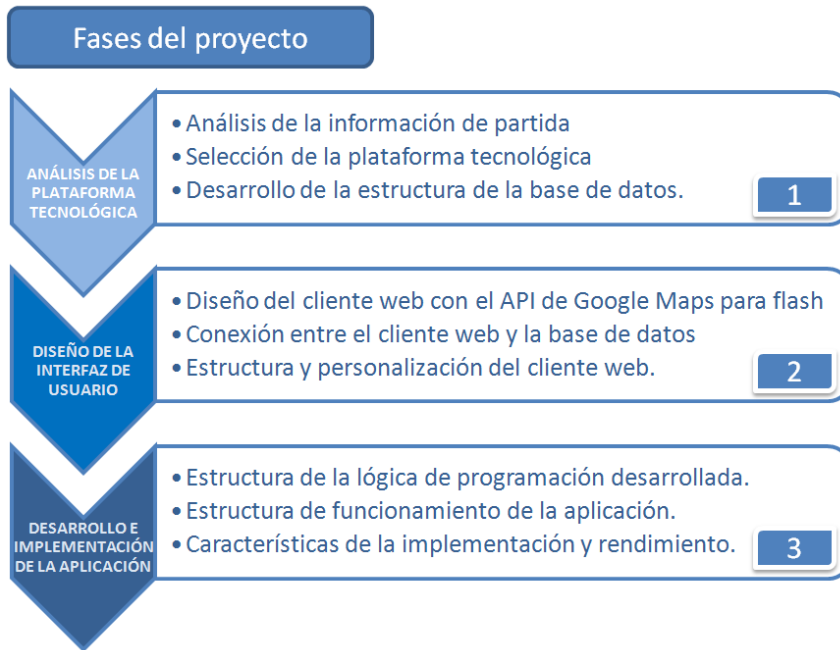 Fases del proyecto
ANÁLISIS DE LA
PLATAFORMA
TECNOLÓGICA
• Análisis de la información de partida
• Selección de la plataforma tecnológica
• Desarrollo de la estructura de la base de datos.
1
DISEÑO DE LA
INTERFAZ DE
USUARIO
• Diseño del cliente web con el API de Google Maps para flash
• Conexión entre el cliente web y la base de datos
• Estructura y personalización del cliente web.
2
DESARROLLO E
IMPLEMENTACIÓN
DE LA APLICACIÓN
• Estructura de la lógica de programación desarrollada.
• Estructura de funcionamiento de la aplicación.
• Características de la implementación y rendimiento.
3